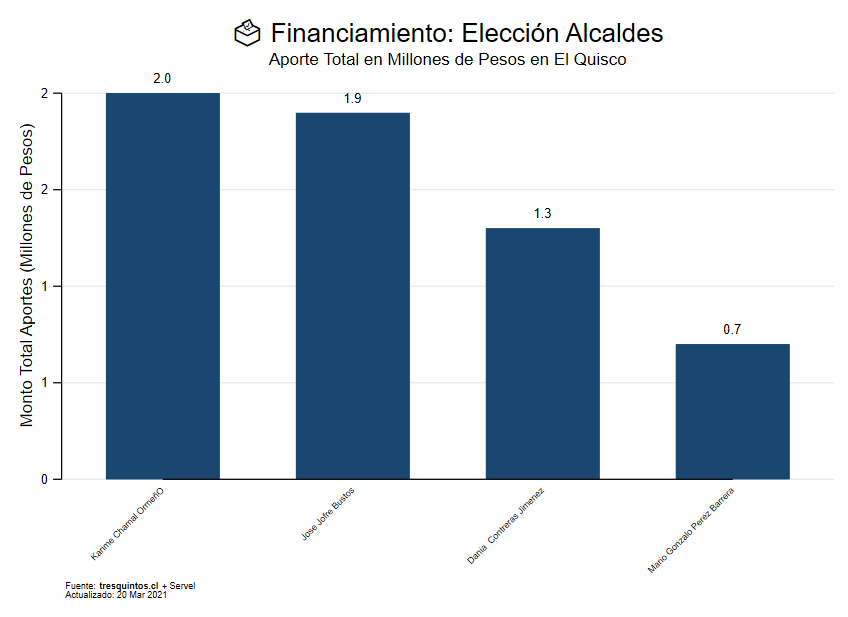 Financiamiento: Elección Alcaldes
Aporte Total en Millones de Pesos en El Quisco
Monto Total Aportes (Millones de Pesos)
2
2
1
1
0
2.0
1.9
1.3
0.7
Karime Chamal OrmeñO
Jose Jofre Bustos
Dania  Contreras Jimenez
Mario Gonzalo Perez Barrera
Fuente: tresquintos.cl + Servel
Actualizado: 20 Mar 2021